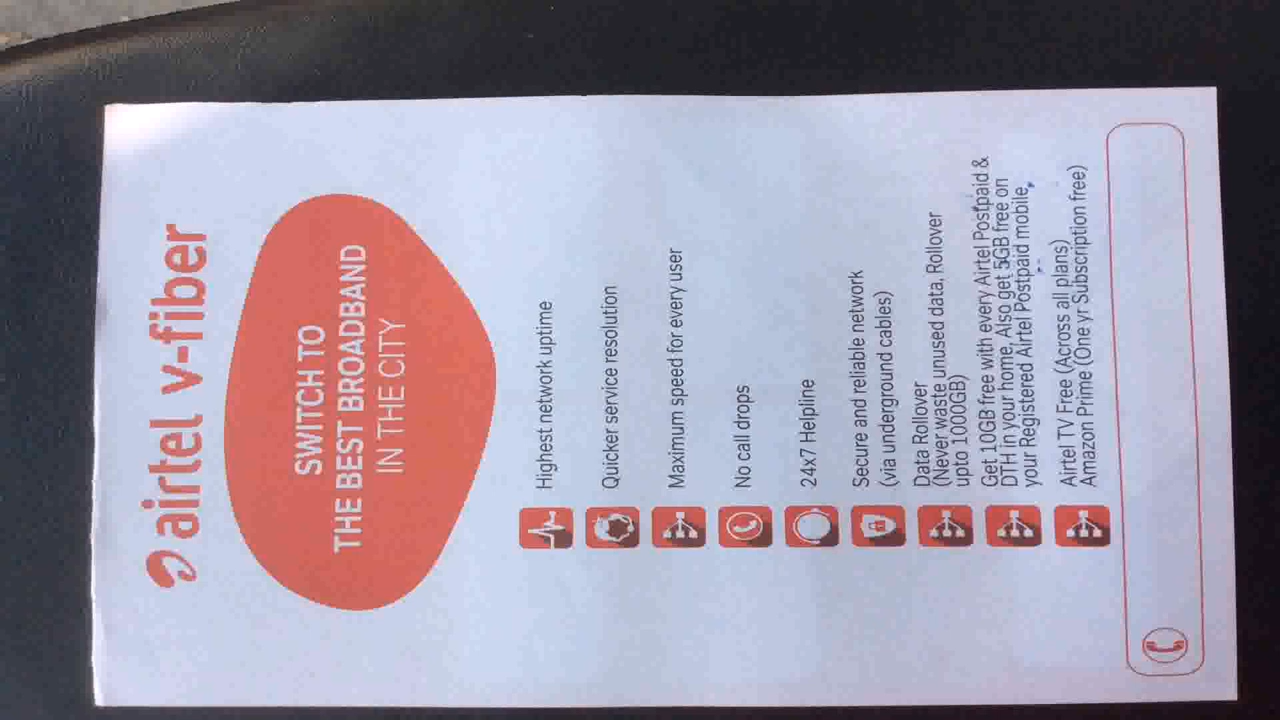 airtel v-fiber
SWITCH TO
THE BEST BROADBAND
IN THE CITY
Highest network uptime
Quicker service resolution
Maximum speed for every user
No call drops
24x7 Helpline
Secure and reliable network
(via underground cables)
Data Rollover
(Never waste unused data, Rollover
upto 1000GB)
Get 10GB free with every Airtel Postpaid &
DTH in your home, Also get 5GB free on
your Registered Airtel Postpaid mobile,
Airtel TV Free (Across all plans)
Amazon Prime (One yr Subscription free)